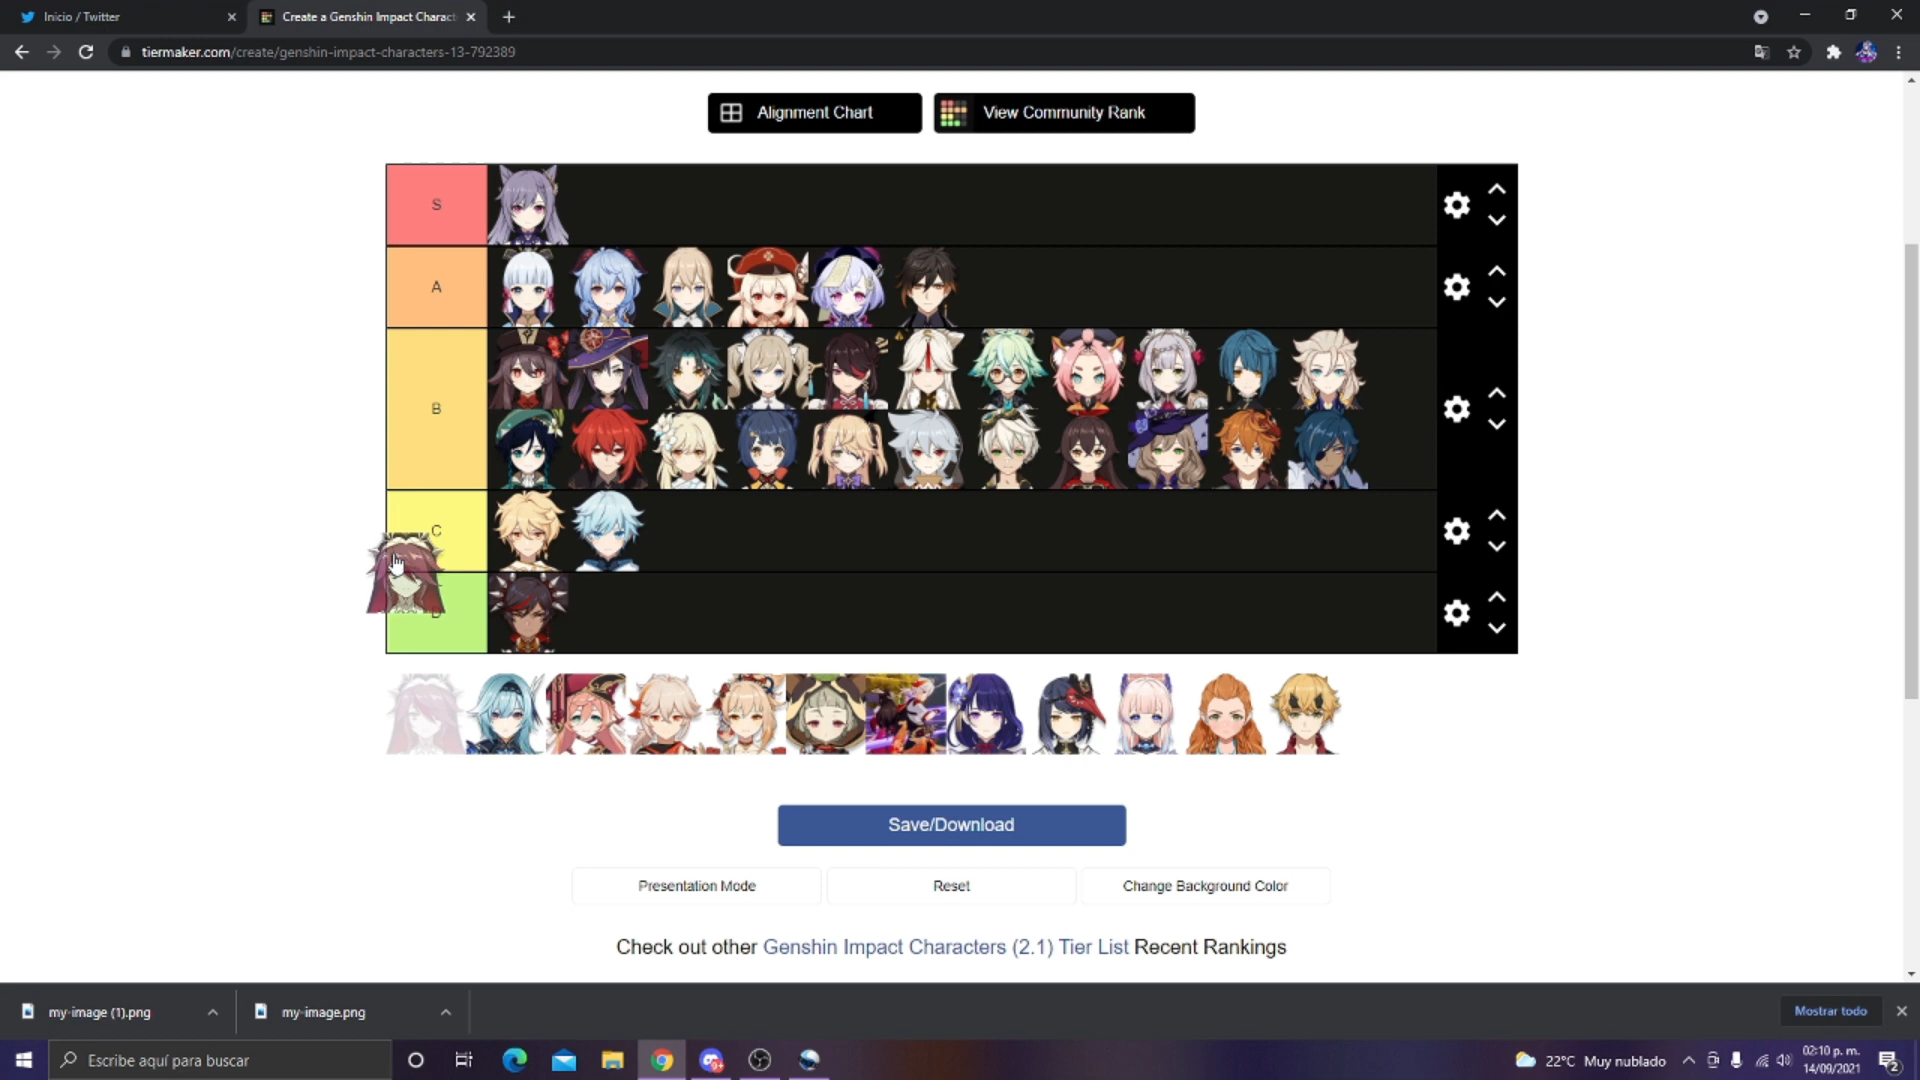 Inicio / Twitter
Create a Genshin Impact Charact
tiermaker.com/create/genshin-impact-characters-13-792389
Alignment Chart
View Community Rank
S
A
B
C
D
Save/Download
Presentation Mode
Reset
Change Background Color
Check out other Genshin Impact Characters (2.1) Tier List Recent Rankings
my-image (1).png
my-image.png
Mostrar todo
Escribe aquí para buscar
22°C Muy nublado
02:10 p. m.
14/09/2021
2